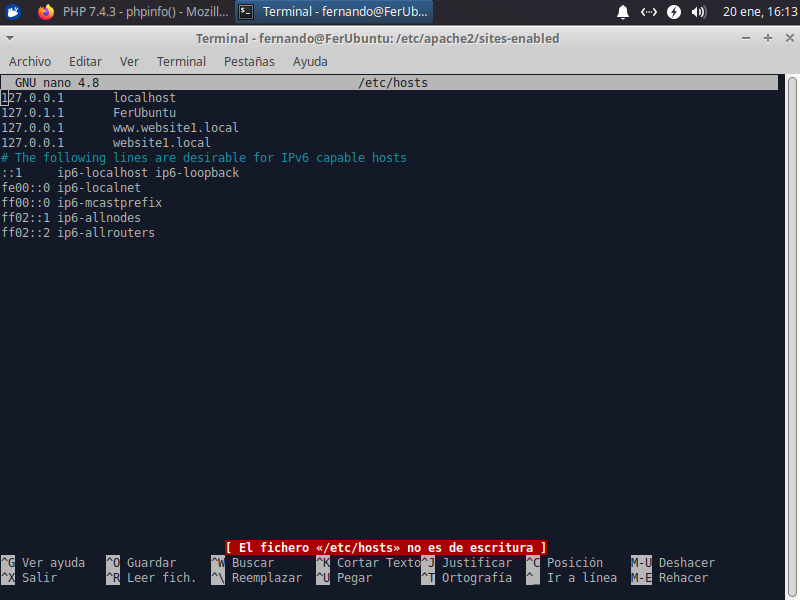 PHP 7.4.3 - phpinfo() - Mozill...
Terminal - fernando@FerUb...
20 ene, 16:13
Terminal - fernando@FerUbuntu: /etc/apache2/sites-enabled
Archivo Editar Ver Terminal Pestañas Ayuda
GNU nano 4.8 /etc/hosts
127.0.0.1 localhost
127.0.1.1 FerUbuntu
127.0.0.1 www.website1.local
127.0.0.1 website1.local
# The following lines are desirable for IPv6 capable hosts
::1 ip6-localhost ip6-loopback
fe00::0 ip6-localnet
ff00::0 ip6-mcastprefix
ff02::1 ip6-allnodes
ff02::2 ip6-allrouters
[ El fichero «/etc/hosts» no es de escritura ]
^G Ver ayuda ^O Guardar ^W Buscar ^K Cortar Texto ^J Justificar ^C Posición M-U Deshacer
^X Salir ^R Leer fich. ^\ Reemplazar ^U Pegar ^T Ortografía ^_ Ir a línea M-E Rehacer